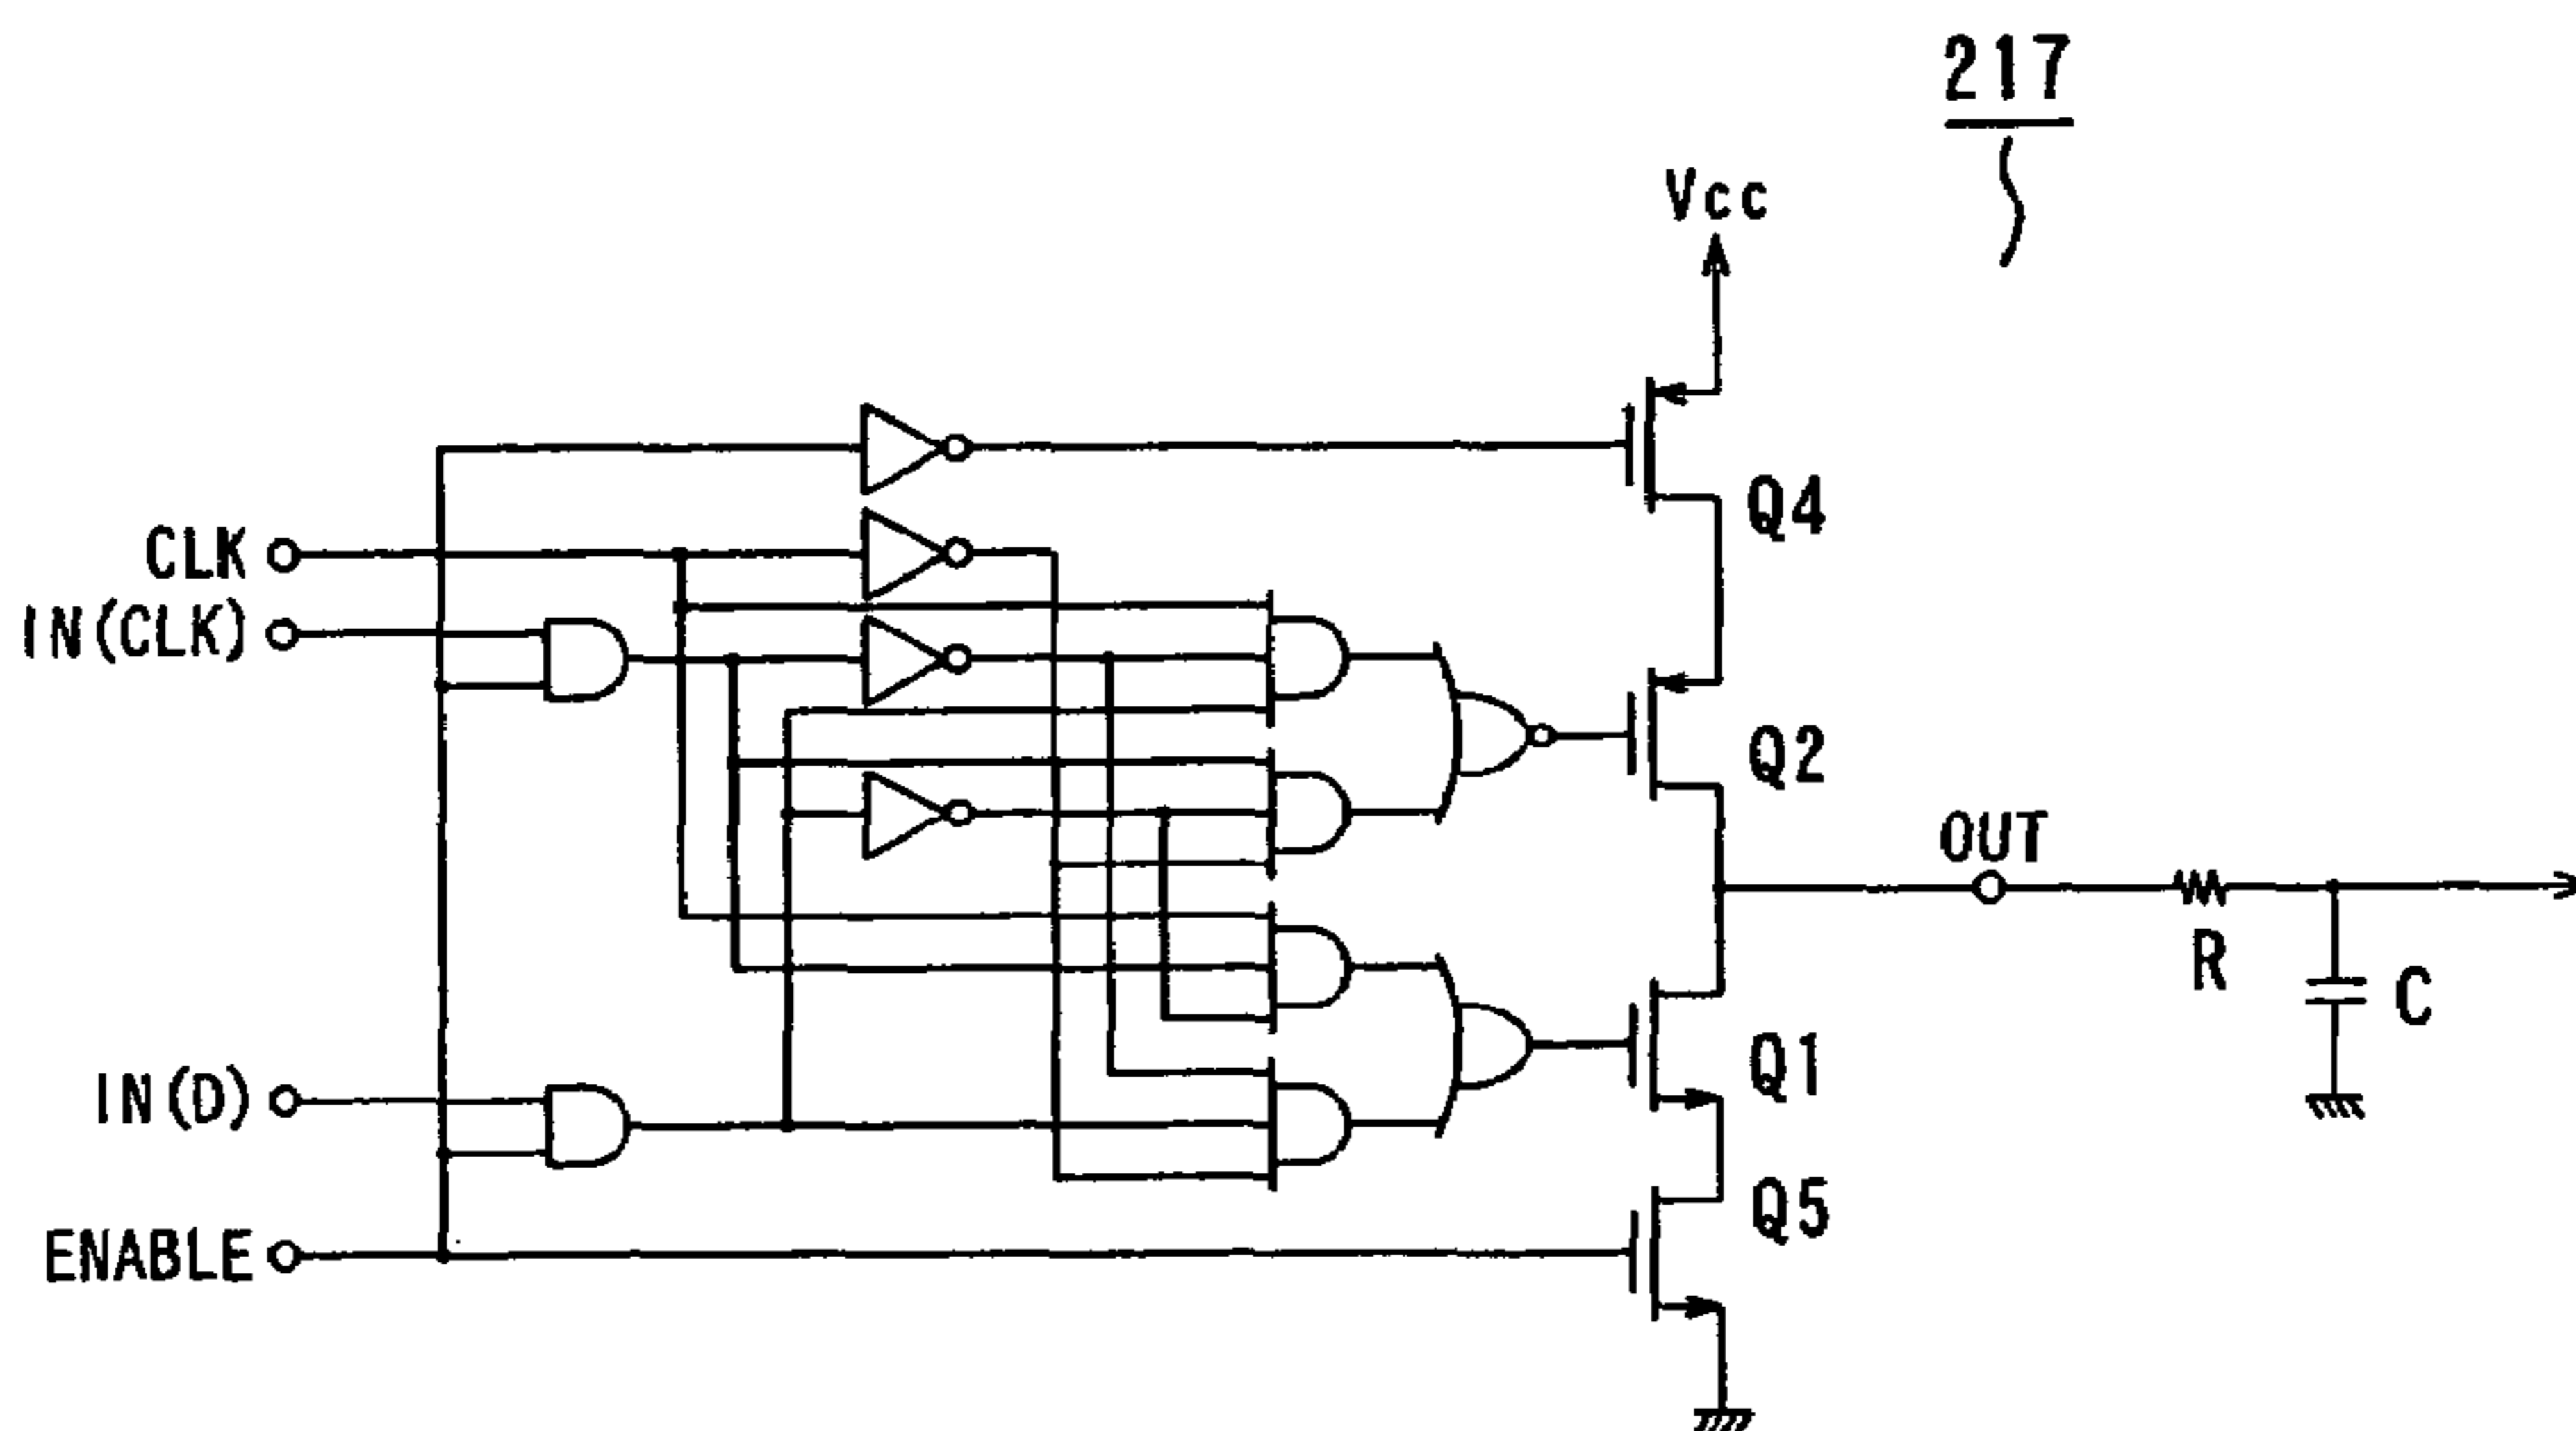 217
Vcc
Q4
CLK
IN(CLK)
Q2
OUT
R
C
Q1
IN(D)
Q5
ENABLE